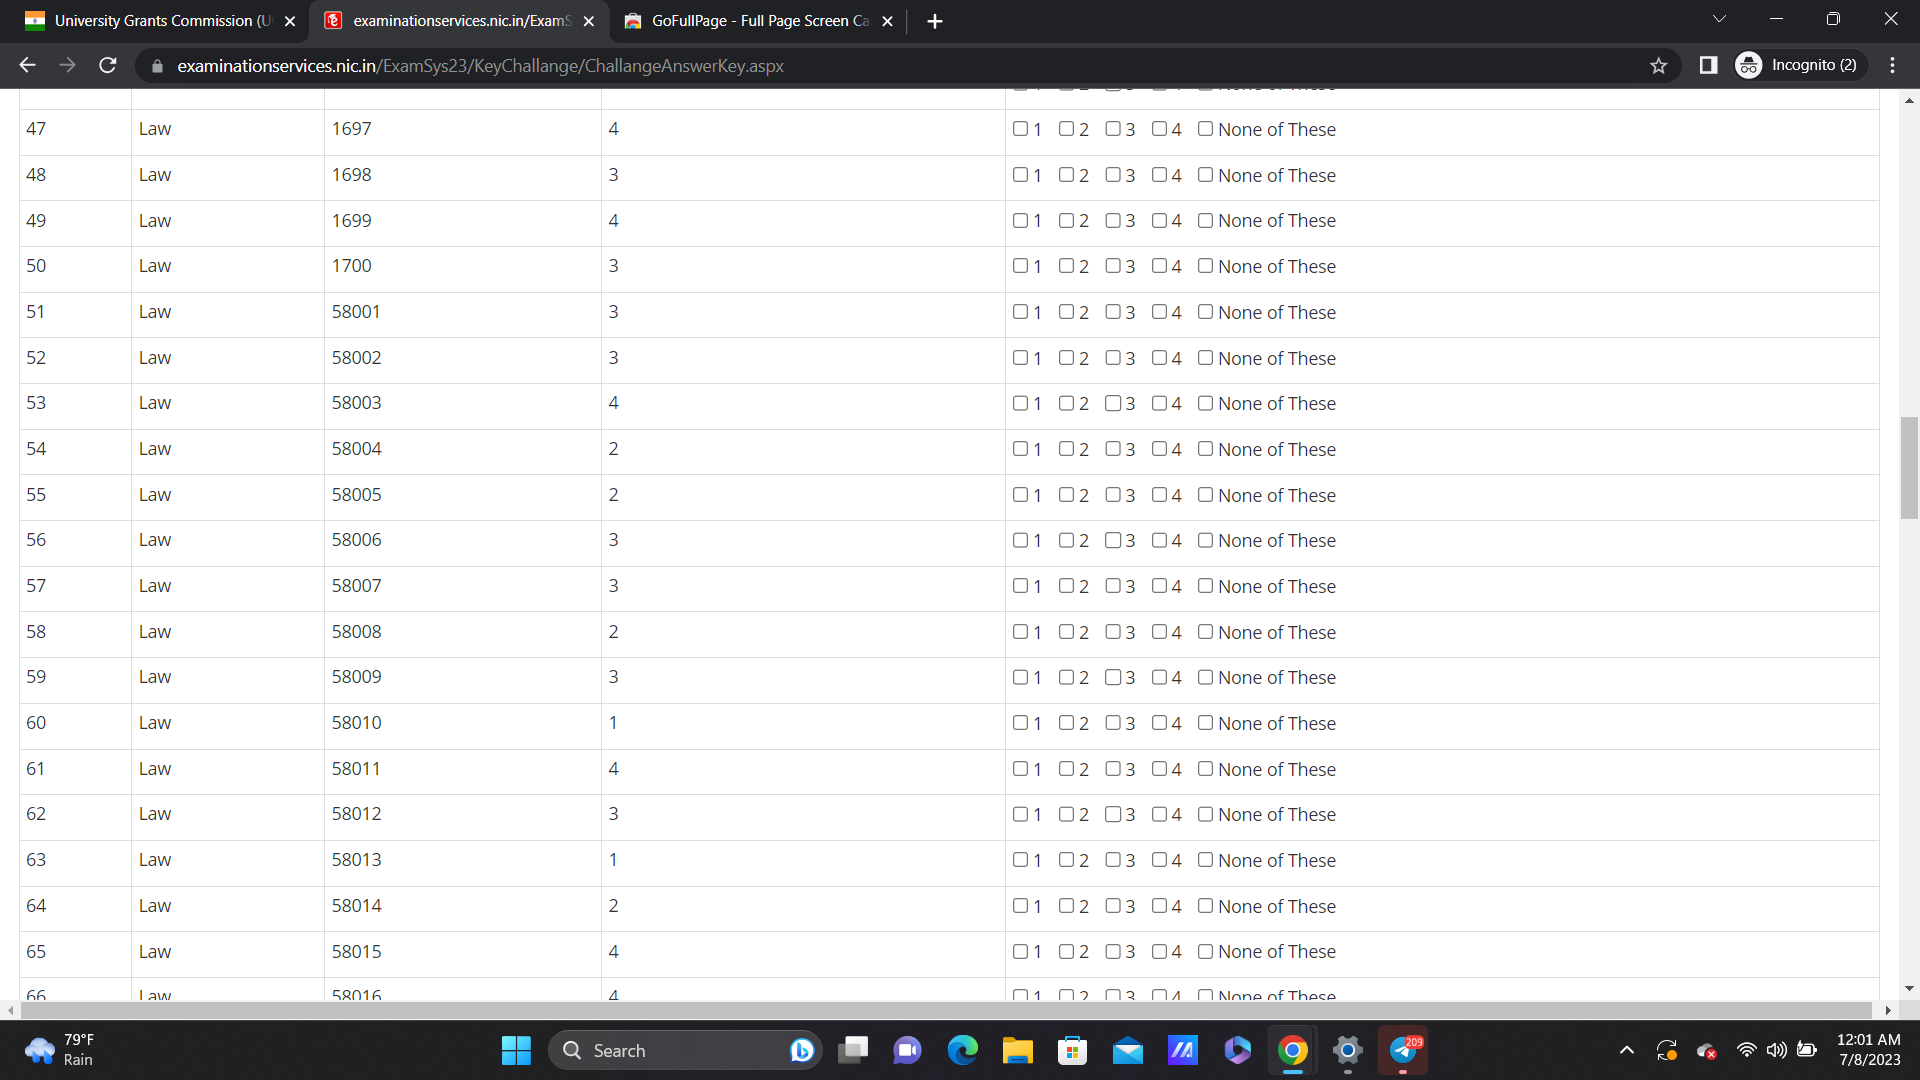 University Grants Commission (U
examinationservices.nic.in/ExamS
GoFullPage - Full Page Screen Ca
examinationservices.nic.in/ExamSys23/KeyChallange/ChallangeAnswerKey.aspx
Incognito (2)
47 Law 1697 4 1 2 3 4 None of These
48 Law 1698 3 1 2 3 4 None of These
49 Law 1699 4 1 2 3 4 None of These
50 Law 1700 3 1 2 3 4 None of These
51 Law 58001 3 1 2 3 4 None of These
52 Law 58002 3 1 2 3 4 None of These
53 Law 58003 4 1 2 3 4 None of These
54 Law 58004 2 1 2 3 4 None of These
55 Law 58005 2 1 2 3 4 None of These
56 Law 58006 3 1 2 3 4 None of These
57 Law 58007 3 1 2 3 4 None of These
58 Law 58008 2 1 2 3 4 None of These
59 Law 58009 3 1 2 3 4 None of These
60 Law 58010 1 1 2 3 4 None of These
61 Law 58011 4 1 2 3 4 None of These
62 Law 58012 3 1 2 3 4 None of These
63 Law 58013 1 1 2 3 4 None of These
64 Law 58014 2 1 2 3 4 None of These
65 Law 58015 4 1 2 3 4 None of These
66 Law 58016 4 1 2 3 4 None of These
79°F
Rain
Search
209
12:01 AM
7/8/2023